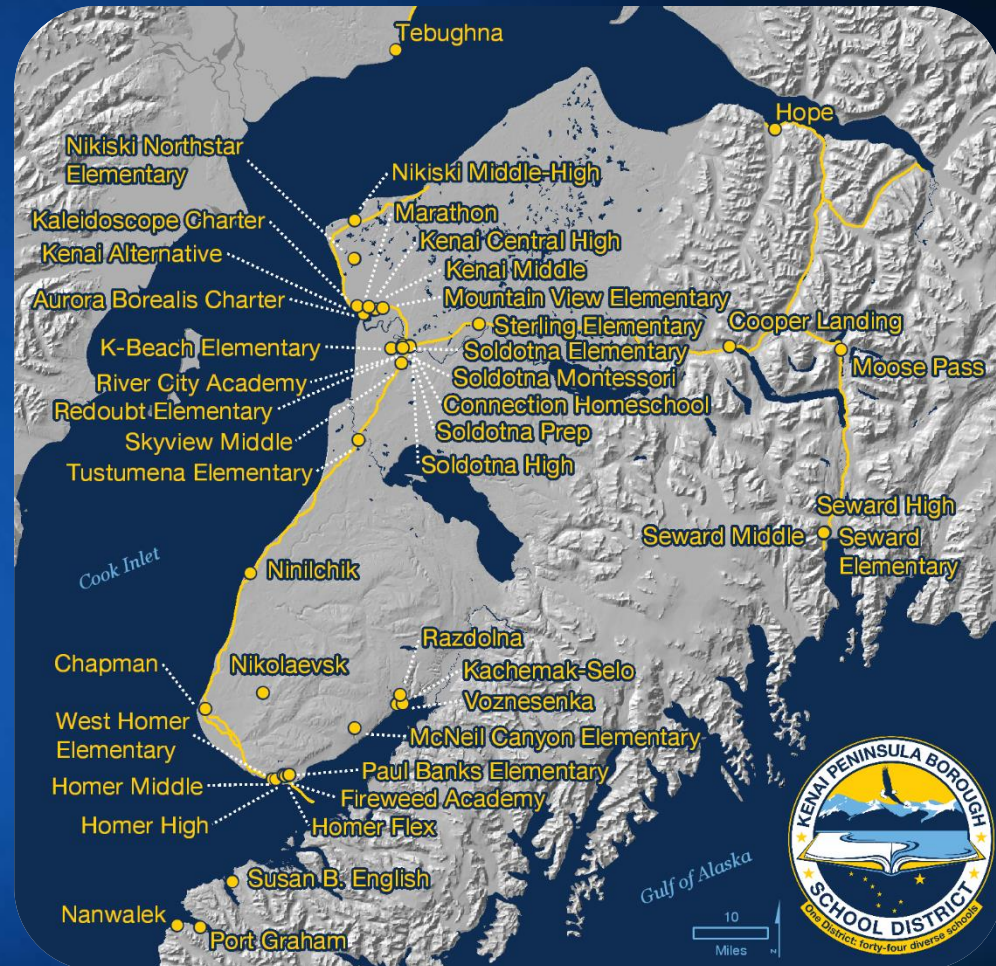 Tebughna
Hope
Nikiski Northstar
Elementary
Nikiski Middle-High
Kaleidoscope Charter
Marathon
Kenai Alternative
Kenai Central High
Kenai Middle
Aurora Borealis Charter
Mountain View Elementary
Sterling Elementary
Cooper Landing
K-Beach Elementary
Soldotna Elementary
Moose Pass
River City Academy
Soldotna Montessori
Redoubt Elementary
Connection Homeschool
Skyview Middle
Soldotna Prep
Tustumena Elementary
Soldotna High
Seward High
Seward Middle
Seward
Elementary
Cook Inlet
Ninilchik
Razdolna
Chapman
Nikolaevsk
Kachemak-Selo
Voznesenka
West Homer
Elementary
McNeil Canyon Elementary
Homer Middle
Paul Banks Elementary
Fireweed Academy
Homer High
Homer Flex
Susan B. English
Gulf of Alaska
Nanwalek
Port Graham
10
Miles
N
KENAI PENINSULA BOROUGH
SCHOOL DISTRICT
One District: forty-four diverse schools